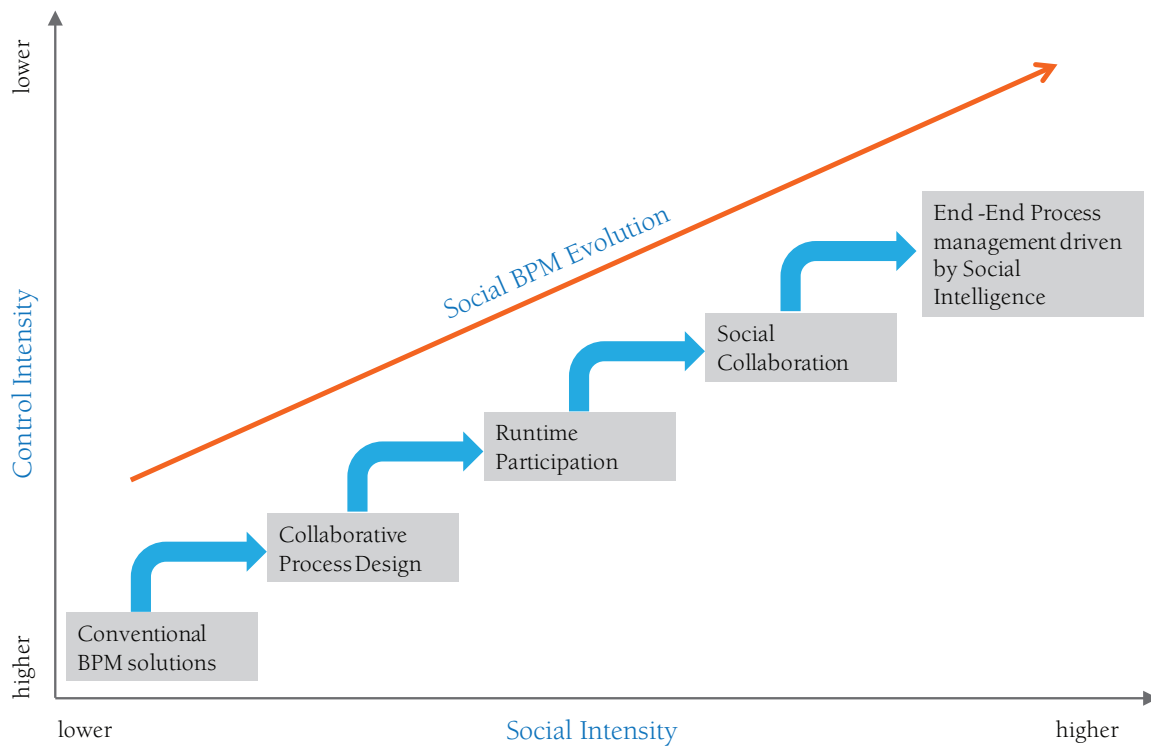 lower
Control Intensity
higher
Social BPM Evolution
End -End Process
management driven
by Social
Intelligence
Social
Collaboration
Runtime
Participation
Collaborative
Process Design
Conventional
BPM solutions
lower
Social Intensity
higher